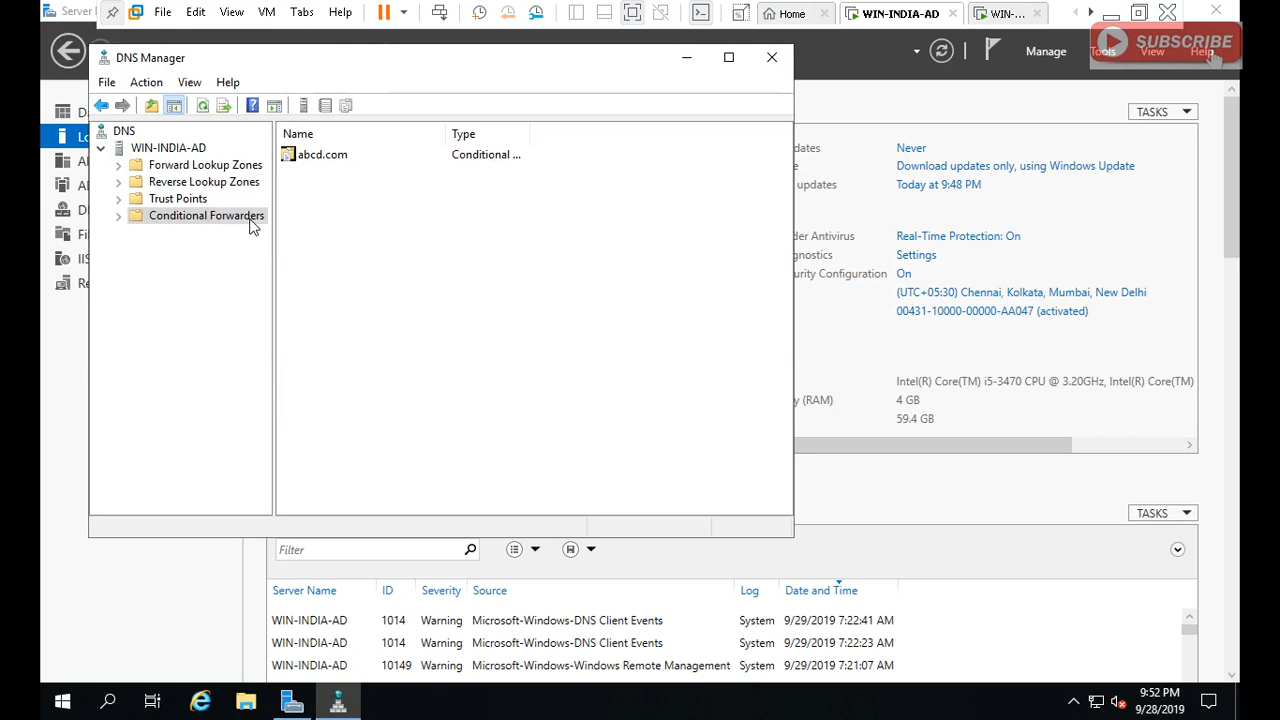 Server
File Edit View VM Tabs Help
Home
WIN-INDIA-AD
WIN-...
SUBSCRIBE
Manage Tools View Help
DNS Manager
File Action View Help
DNS
WIN-INDIA-AD
Forward Lookup Zones
Reverse Lookup Zones
Trust Points
Conditional Forwarders
Name Type
abcd.com Conditional ...
TASKS
dates Never
Download updates only, using Windows Update
updates Today at 9:48 PM
der Antivirus Real-Time Protection: On
gnostics Settings
curity Configuration On
(UTC+05:30) Chennai, Kolkata, Mumbai, New Delhi
00431-10000-00000-AA047 (activated)
Intel(R) Core(TM) i5-3470 CPU @ 3.20GHz, Intel(R) Core(TM)
y (RAM) 4 GB
59.4 GB
TASKS
Filter
Server Name ID Severity Source Log Date and Time
WIN-INDIA-AD 1014 Warning Microsoft-Windows-DNS Client Events System 9/29/2019 7:22:41 AM
WIN-INDIA-AD 1014 Warning Microsoft-Windows-DNS Client Events System 9/29/2019 7:22:23 AM
WIN-INDIA-AD 10149 Warning Microsoft-Windows-Windows Remote Management System 9/29/2019 7:21:07 AM
9:52 PM
9/28/2019